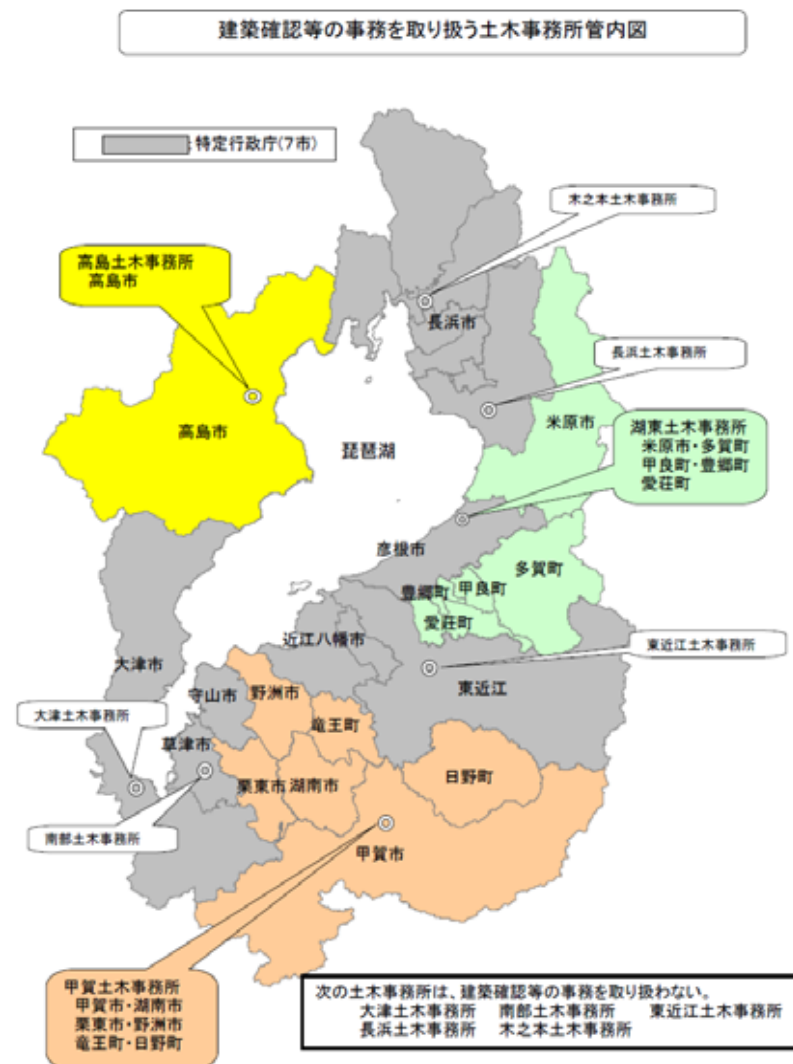 建築確認等の事務を取り扱う土木事務所管内図
:特定行政庁(7市)
木之本土木事務所
高島土木事務所
高島市
長浜市
長浜土木事務所
米原市
湖東土木事務所
米原市・多賀町
甲良町・豊郷町
愛荘町
高島市
琵琶湖
彦根市
多賀町
豊郷町
甲良町
愛荘町
近江八幡市
東近江土木事務所
大津市
東近江
守山市
野洲市
大津土木事務所
竜王町
草津市
日野町
栗東市
湖南市
南部土木事務所
甲賀市
甲賀土木事務所
甲賀市・湖南市
栗東市・野洲市
竜王町・日野町
次の土木事務所は、建築確認等の事務を取り扱わない。
大津土木事務所 南部土木事務所 東近江土木事務所
長浜土木事務所 木之本土木事務所